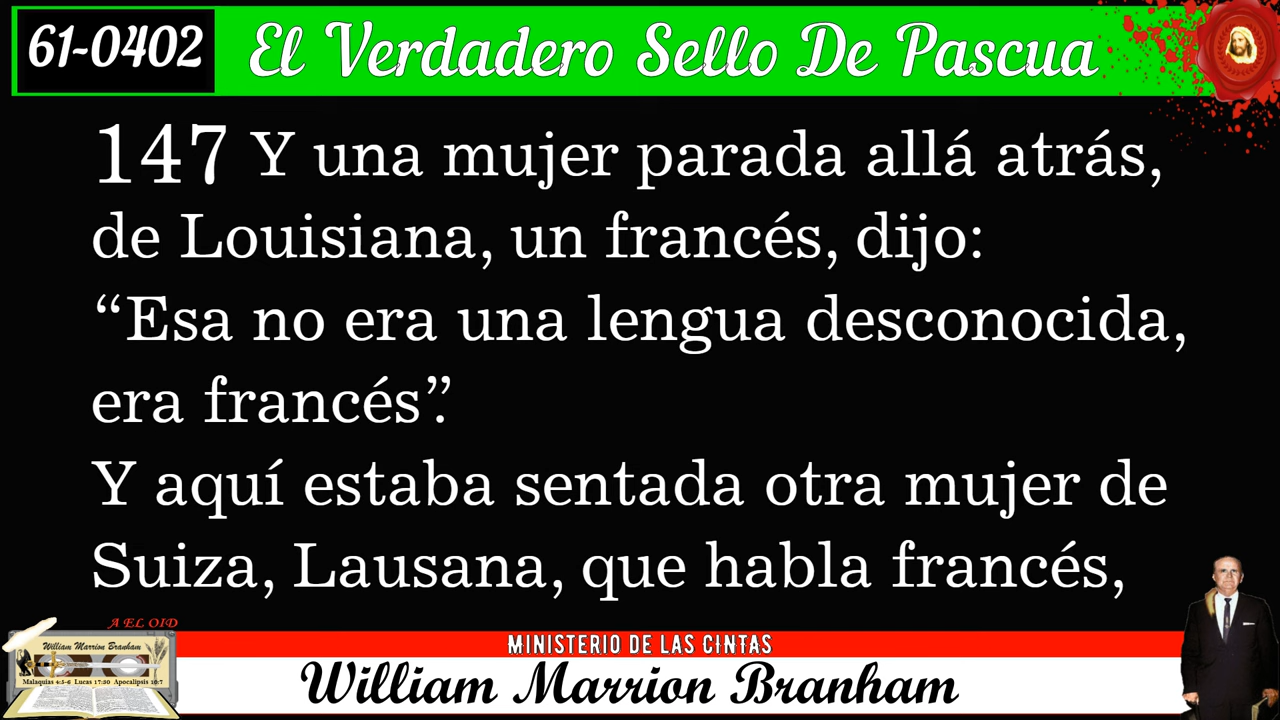 61-0402 El Verdadero Sello De Pascua
147 Y una mujer parada allá atrás,
de Louisiana, un francés, dijo:
“Esa no era una lengua desconocida,
era francés”.
Y aquí estaba sentada otra mujer de
Suiza, Lausana, que habla francés,
A EL OID
William Marrion Branham
Malaquias 4:5-6 Lucas 17:30 Apocalipsis 10:7
MINISTERIO DE LAS CINTAS
William Marrion Branham